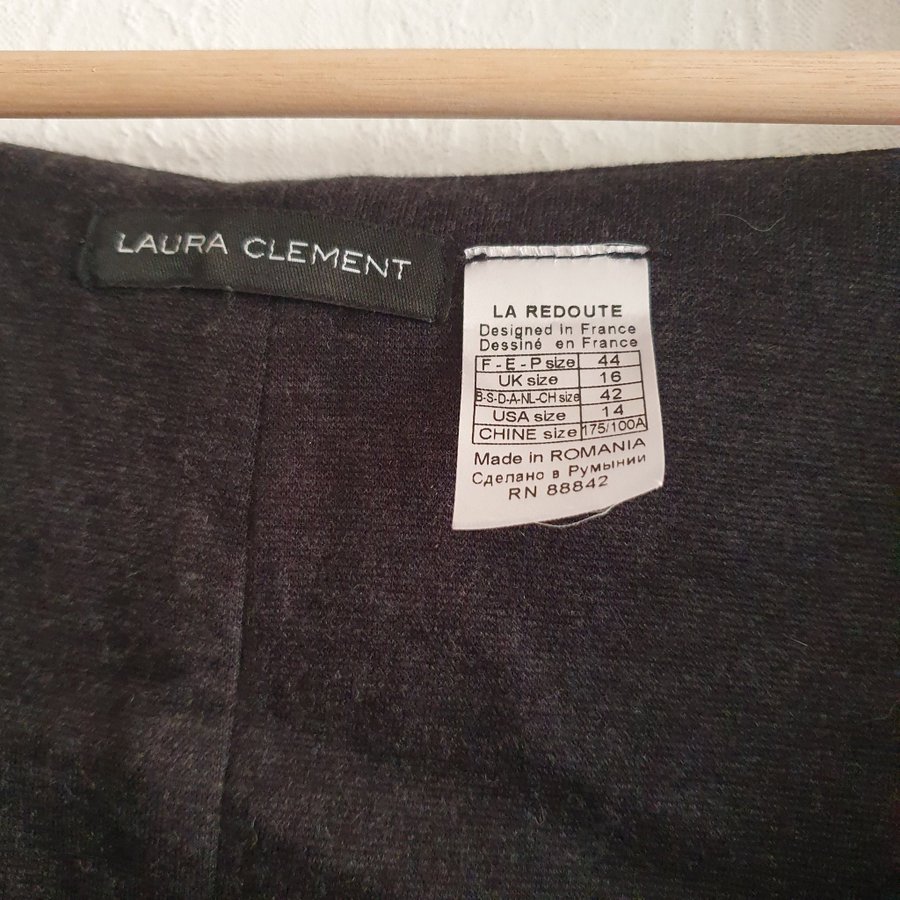 LAURA CLEMENT
LA REDOUTE
Designed in France
Dessiné en France
F - E - P size 44
UK size 16
B-S-D-A-NL-CH size 42
USA size 14
CHINE size 175/100A
Made in ROMANIA
Сделано в Румынии
RN 88842